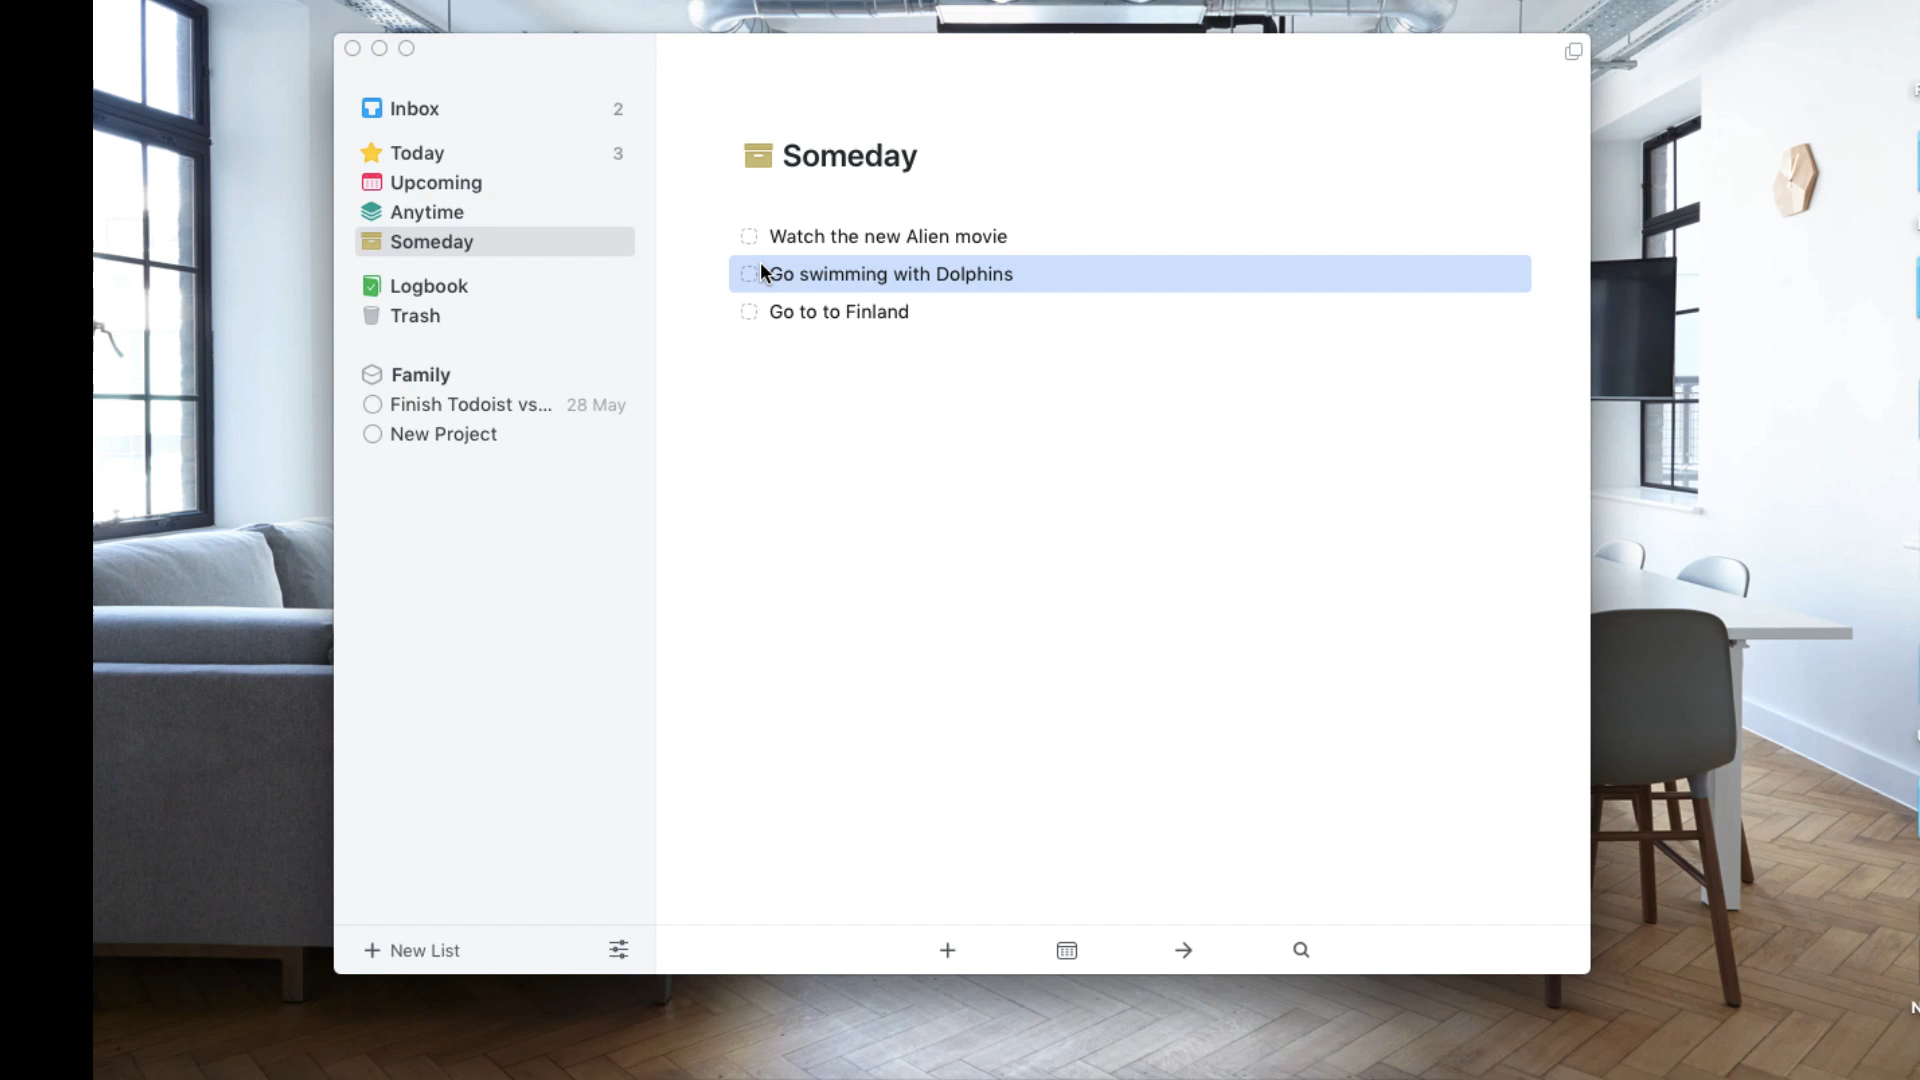 Inbox 2
Today 3
Upcoming
Anytime
Someday
Logbook
Trash
Family
Finish Todoist vs... 28 May
New Project
+ New List
Someday
Watch the new Alien movie
Go swimming with Dolphins
Go to to Finland